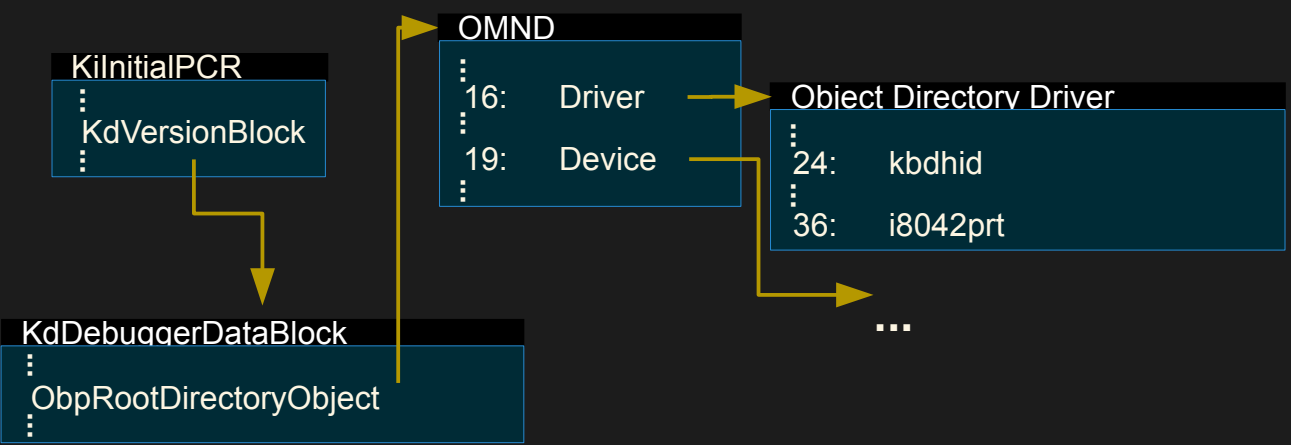 KiInitialPCR
⋮
KdVersionBlock
⋮
KdDebuggerDataBlock
⋮
ObpRootDirectoryObject
⋮
OMND
⋮
16: Driver
⋮
19: Device
⋮
Object Directory Driver
⋮
24: kbdhid
⋮
36: i8042prt
...